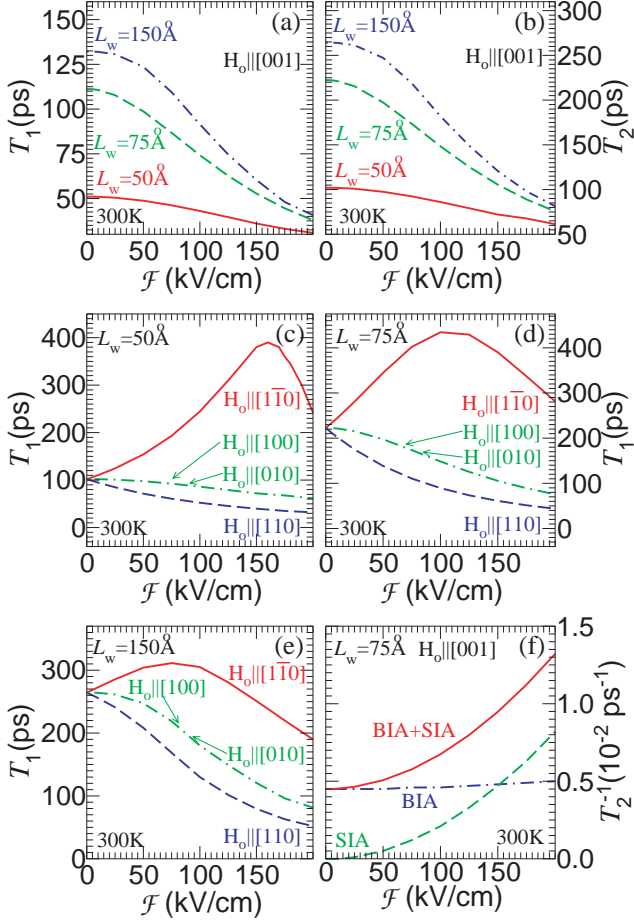 (a)
L_w=150Å
H_o||[001]
L_w=75Å
L_w=50Å
300K
T_1(ps)
150
125
100
75
50
0 50 100 150
F (kV/cm)
(b)
L_w=150Å
H_o||[001]
L_w=75Å
L_w=50Å
300K
T_2(ps)
300
250
200
150
100
50
0 50 100 150
F (kV/cm)
(c)
L_w=50Å
H_o||[1-10]
H_o||[100]
H_o||[010]
H_o||[110]
300K
T_1(ps)
400
300
200
100
0
0 50 100 150
F (kV/cm)
(d)
L_w=75Å
H_o||[1-10]
H_o||[100]
H_o||[010]
H_o||[110]
300K
T_1(ps)
400
300
200
100
0
0 50 100 150
F (kV/cm)
(e)
L_w=150Å
H_o||[1-10]
H_o||[100]
H_o||[010]
H_o||[110]
300K
T_1(ps)
300
200
100
0
0 50 100 150
F (kV/cm)
(f)
L_w=75Å H_o||[001]
BIA+SIA
BIA
SIA
300K
T_2^-1(10^-2 ps^-1)
1.5
1.0
0.5
0.0
0 50 100 150
F (kV/cm)